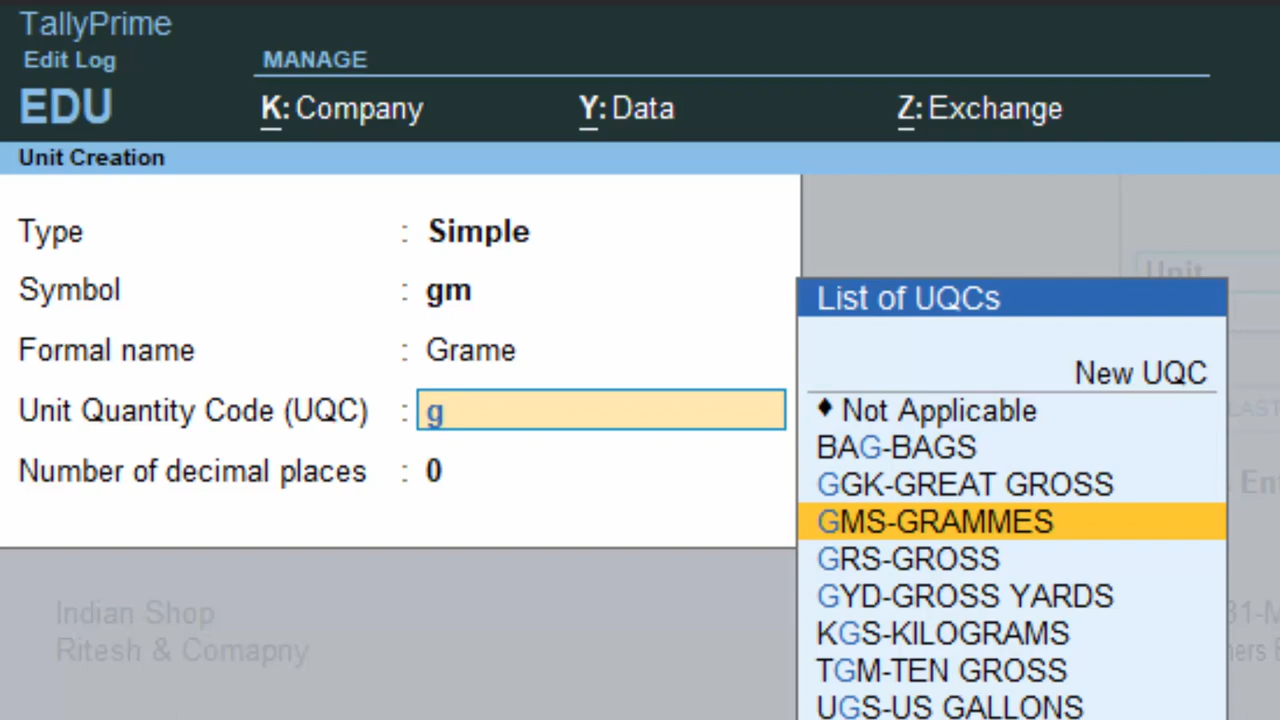 TallyPrime
Edit Log
EDU
MANAGE
K: Company Y: Data Z: Exchange
Unit Creation
Type : Simple
Symbol : gm
Formal name : Grame
Unit Quantity Code (UQC) : g
Number of decimal places : 0
Unit
List of UQCs
New UQC
♦ Not Applicable
BAG-BAGS
GGK-GREAT GROSS
GMS-GRAMMES
GRS-GROSS
GYD-GROSS YARDS
KGS-KILOGRAMS
TGM-TEN GROSS
UGS-US GALLONS
Indian Shop
Ritesh & Comapny